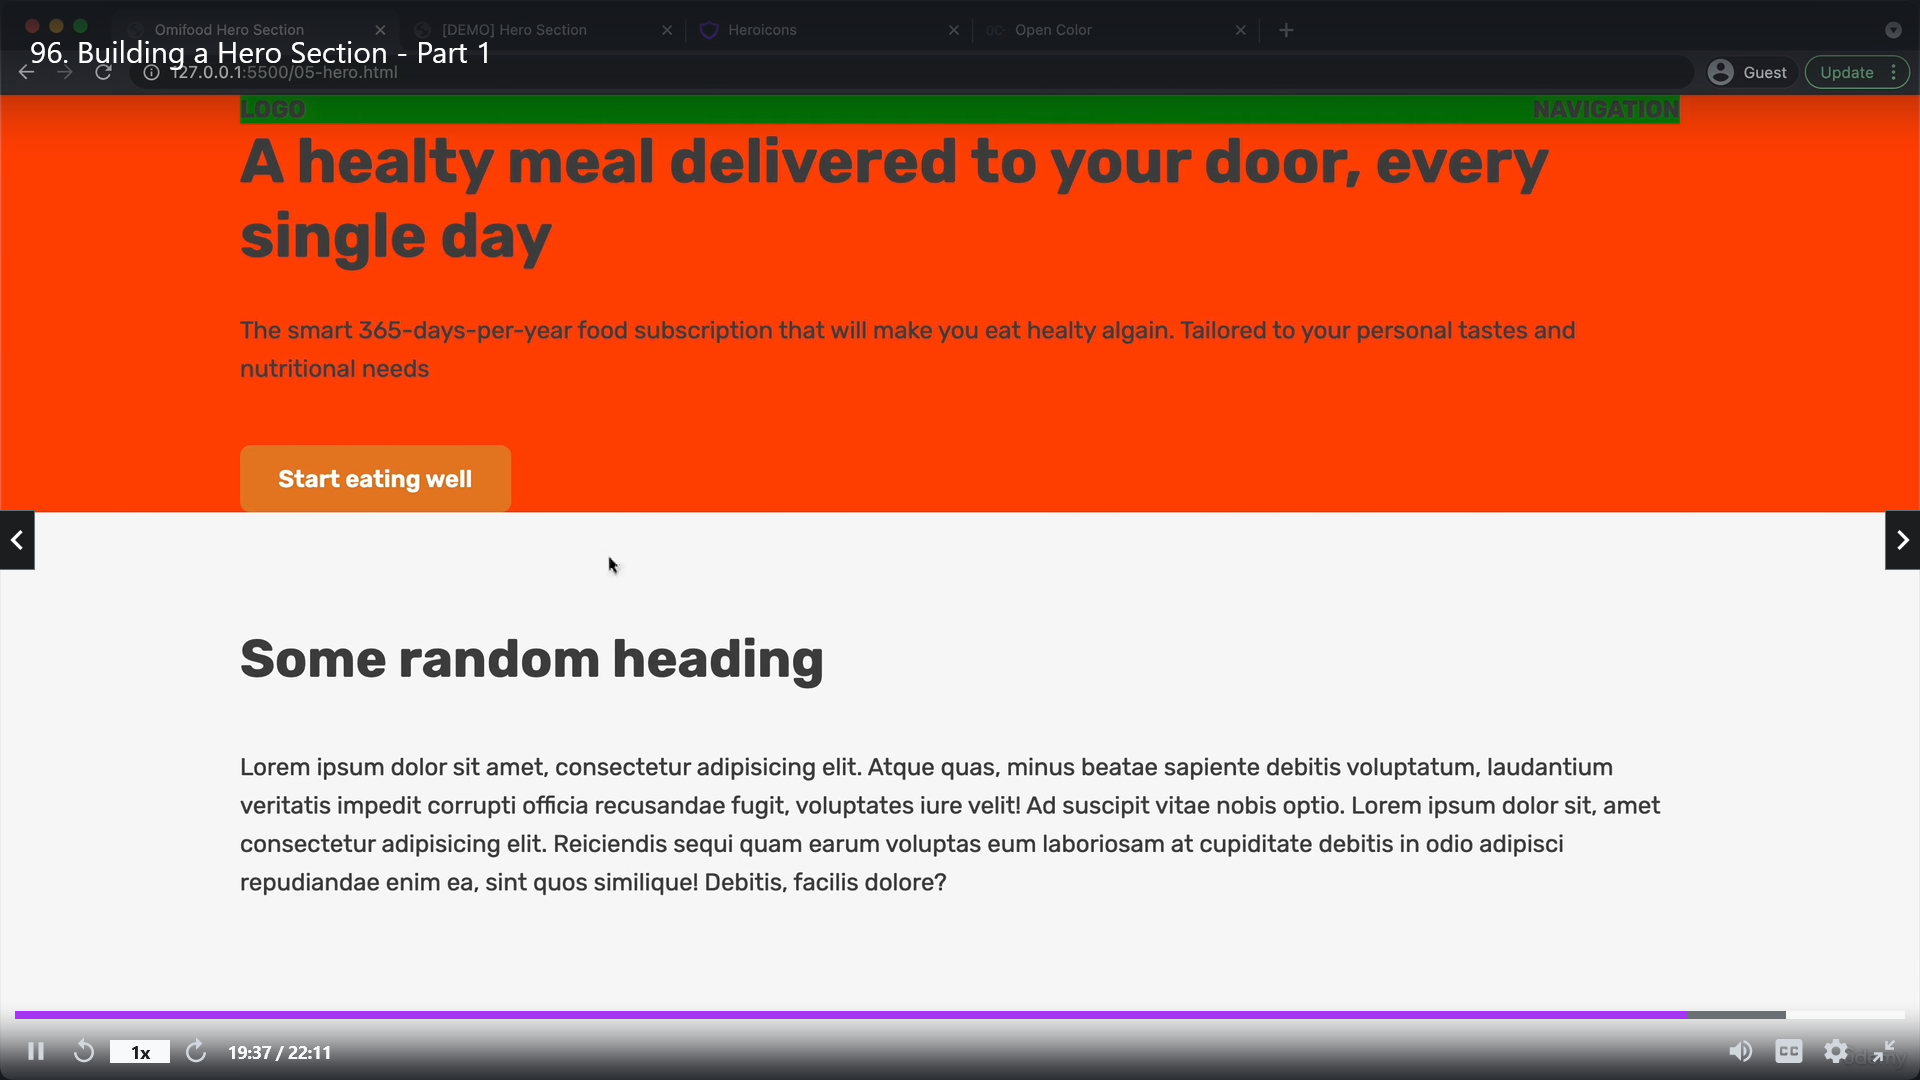 Omifood Hero Section
[DEMO] Hero Section
Heroicons
Open Color
96. Building a Hero Section - Part 1
127.0.0.1:5500/05-hero.html
Guest
Update
LOGO
NAVIGATION
A healty meal delivered to your door, every
single day
The smart 365-days-per-year food subscription that will make you eat healty algain. Tailored to your personal tastes and
nutritional needs
Start eating well
Some random heading
Lorem ipsum dolor sit amet, consectetur adipisicing elit. Atque quas, minus beatae sapiente debitis voluptatum, laudantium
veritatis impedit corrupti officia recusandae fugit, voluptates iure velit! Ad suscipit vitae nobis optio. Lorem ipsum dolor sit, amet
consectetur adipisicing elit. Reiciendis sequi quam earum voluptas eum laboriosam at cupiditate debitis in odio adipisci
repudiandae enim ea, sint quos similique! Debitis, facilis dolore?
1x
19:37 / 22:11
CC